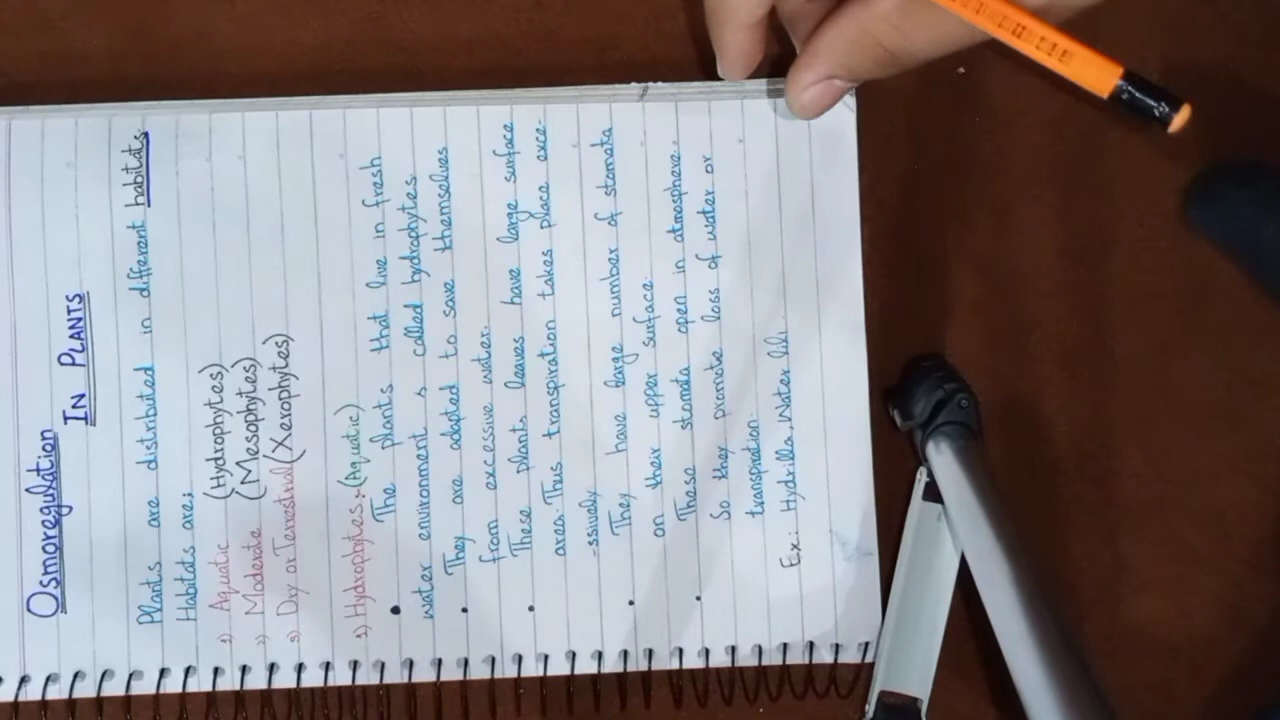 Osmoregulation
In Plants
Plants are distributed in different habitats.
Habitats are:
1) Aquatic (Hydrophytes)
2) Moderate (Mesophytes)
3) Dry or Terrestrial (Xerophytes)
1) Hydrophytes: (Aquatic)
• The plants that live in fresh
water environment s called hydrophytes.
• They are adapted to save themselves
from excessive water.
• These plants leaves have large surface
area. Thus transpiration takes place exce-
-ssively.
• They have large number of stomata
on their upper surface.
• These stomata open in atmosphere.
So they promote loss of water or
transpiration.
Ex: Hydrilla, Water lili.